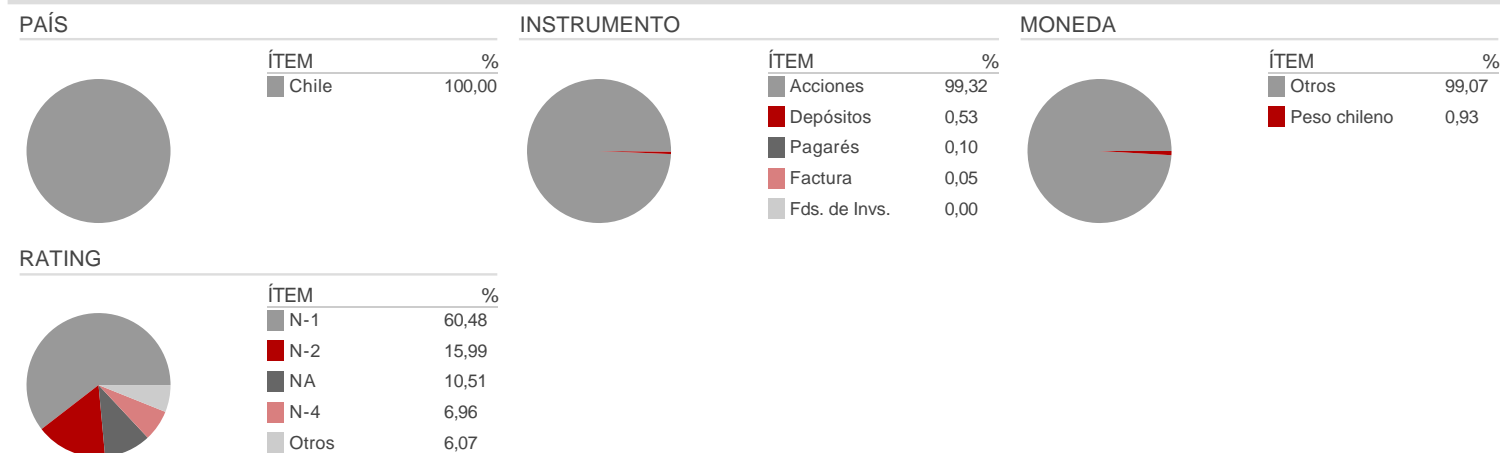 PAÍS
ÍTEM %
Chile 100,00
INSTRUMENTO
ÍTEM %
Acciones 99,32
Depósitos 0,53
Pagarés 0,10
Factura 0,05
Fds. de Invs. 0,00
MONEDA
ÍTEM %
Otros 99,07
Peso chileno 0,93
RATING
ÍTEM %
N-1 60,48
N-2 15,99
NA 10,51
N-4 6,96
Otros 6,07